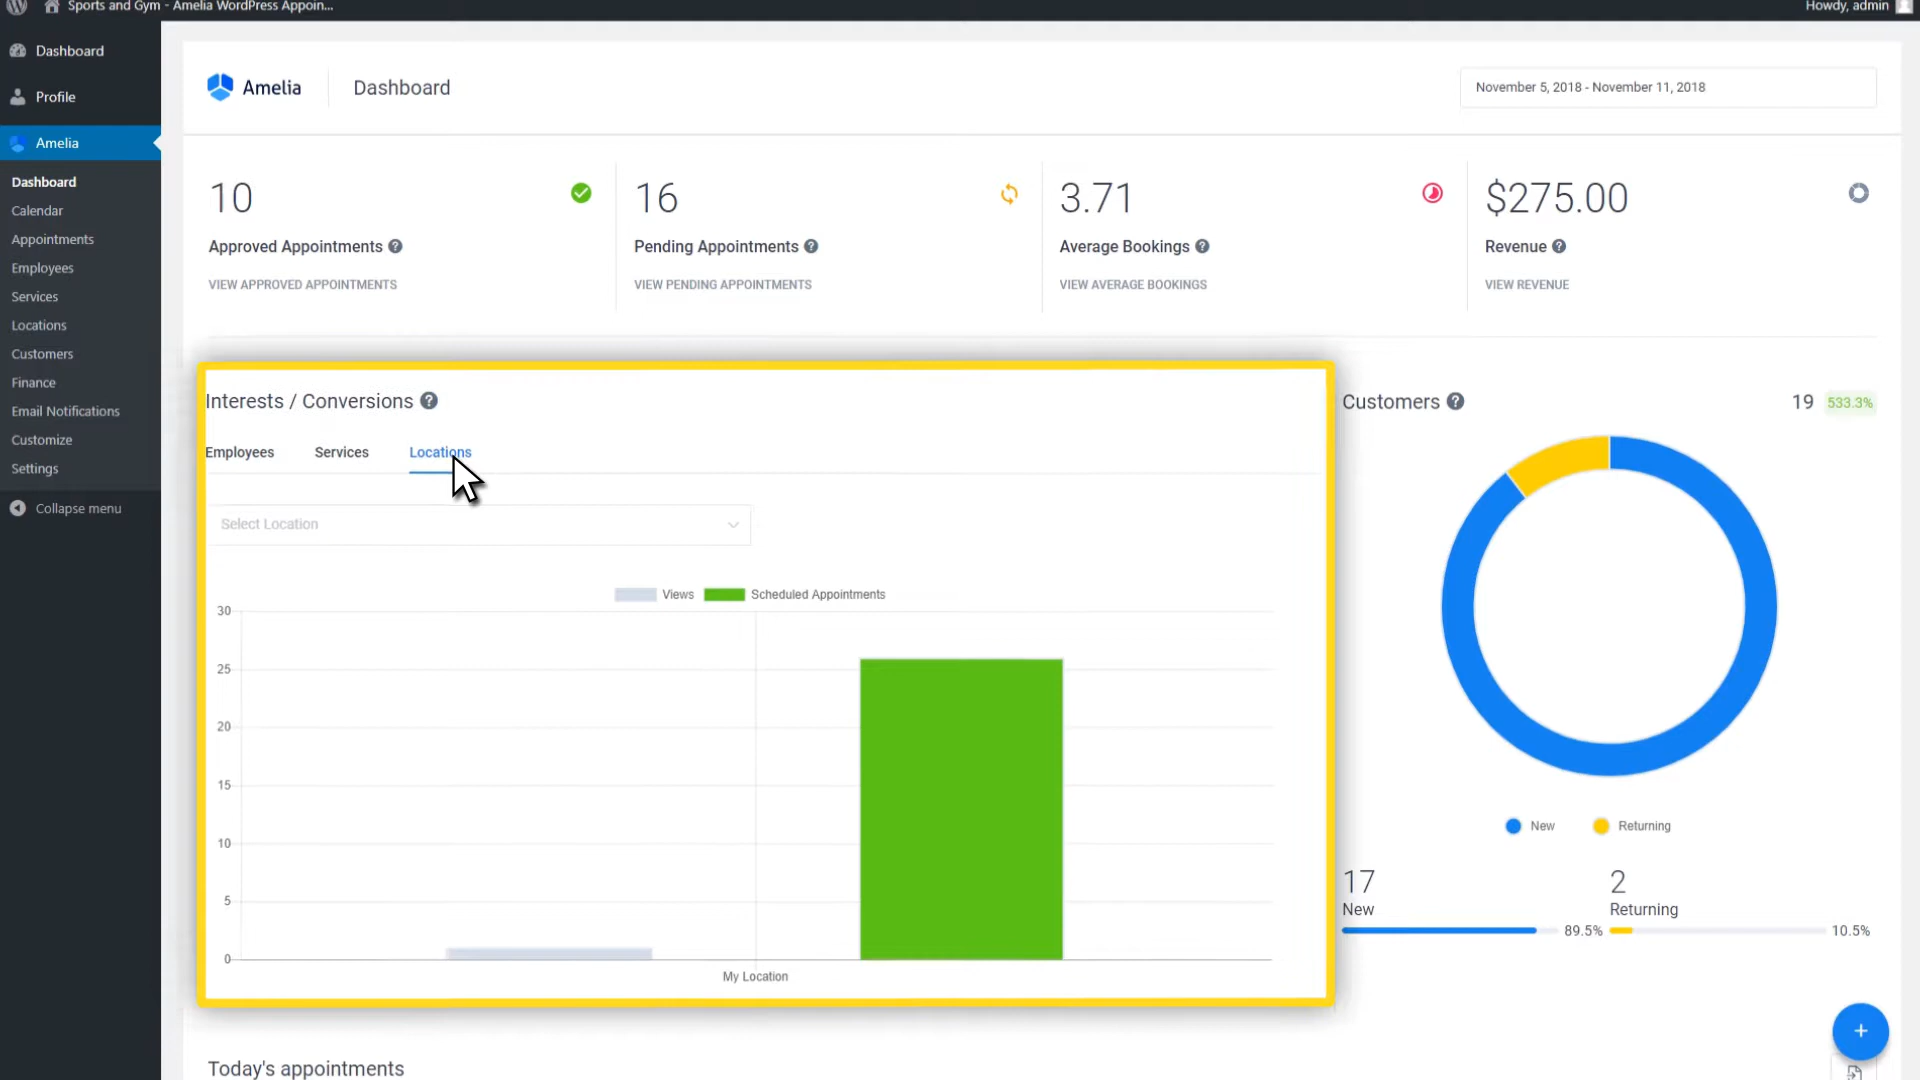 Sports and Gym - Amelia WordPress Appoin...
Howdy, admin
Dashboard
Profile
Amelia
Dashboard
Calendar
Appointments
Employees
Services
Locations
Customers
Finance
Email Notifications
Customize
Settings
Collapse menu
Amelia
Dashboard
November 5, 2018 - November 11, 2018
10
Approved Appointments ?
VIEW APPROVED APPOINTMENTS
16
Pending Appointments ?
VIEW PENDING APPOINTMENTS
3.71
Average Bookings ?
VIEW AVERAGE BOOKINGS
$275.00
Revenue ?
VIEW REVENUE
Interests / Conversions ?
Employees Services Locations
Select Location
Views Scheduled Appointments
30
25
20
15
10
5
0
My Location
Customers ? 19 533.3%
New Returning
17
New
89.5%
2
Returning
10.5%
+
Today's appointments